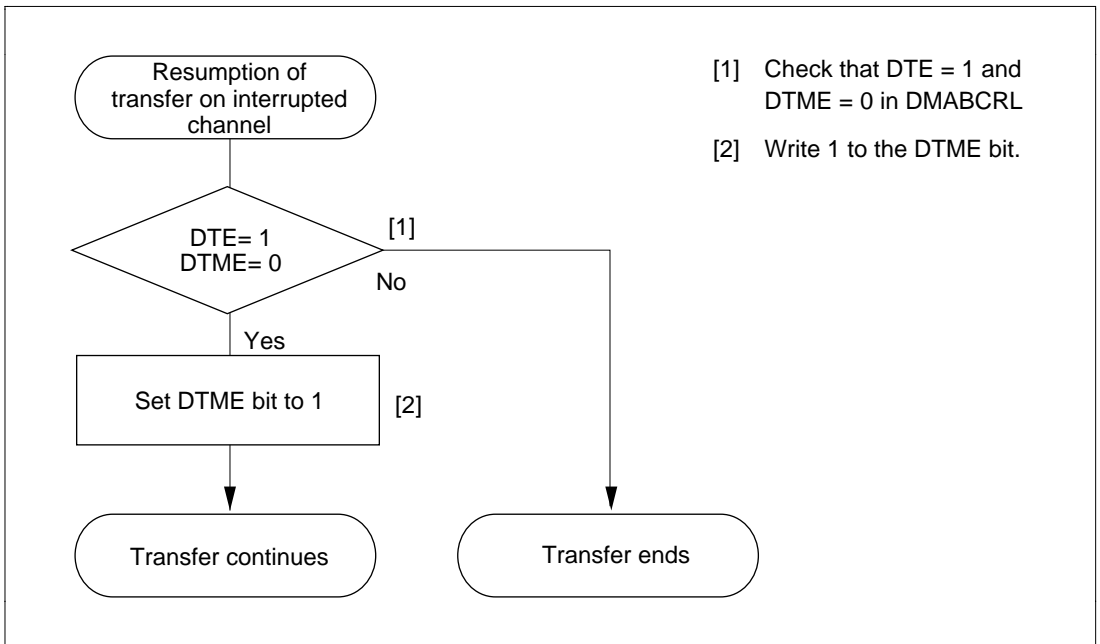 Resumption of
transfer on interrupted
channel
[1] Check that DTE = 1 and
DTME = 0 in DMABCRL
[2] Write 1 to the DTME bit.
DTE= 1
DTME= 0
[1]
No
Yes
Set DTME bit to 1
[2]
Transfer continues
Transfer ends